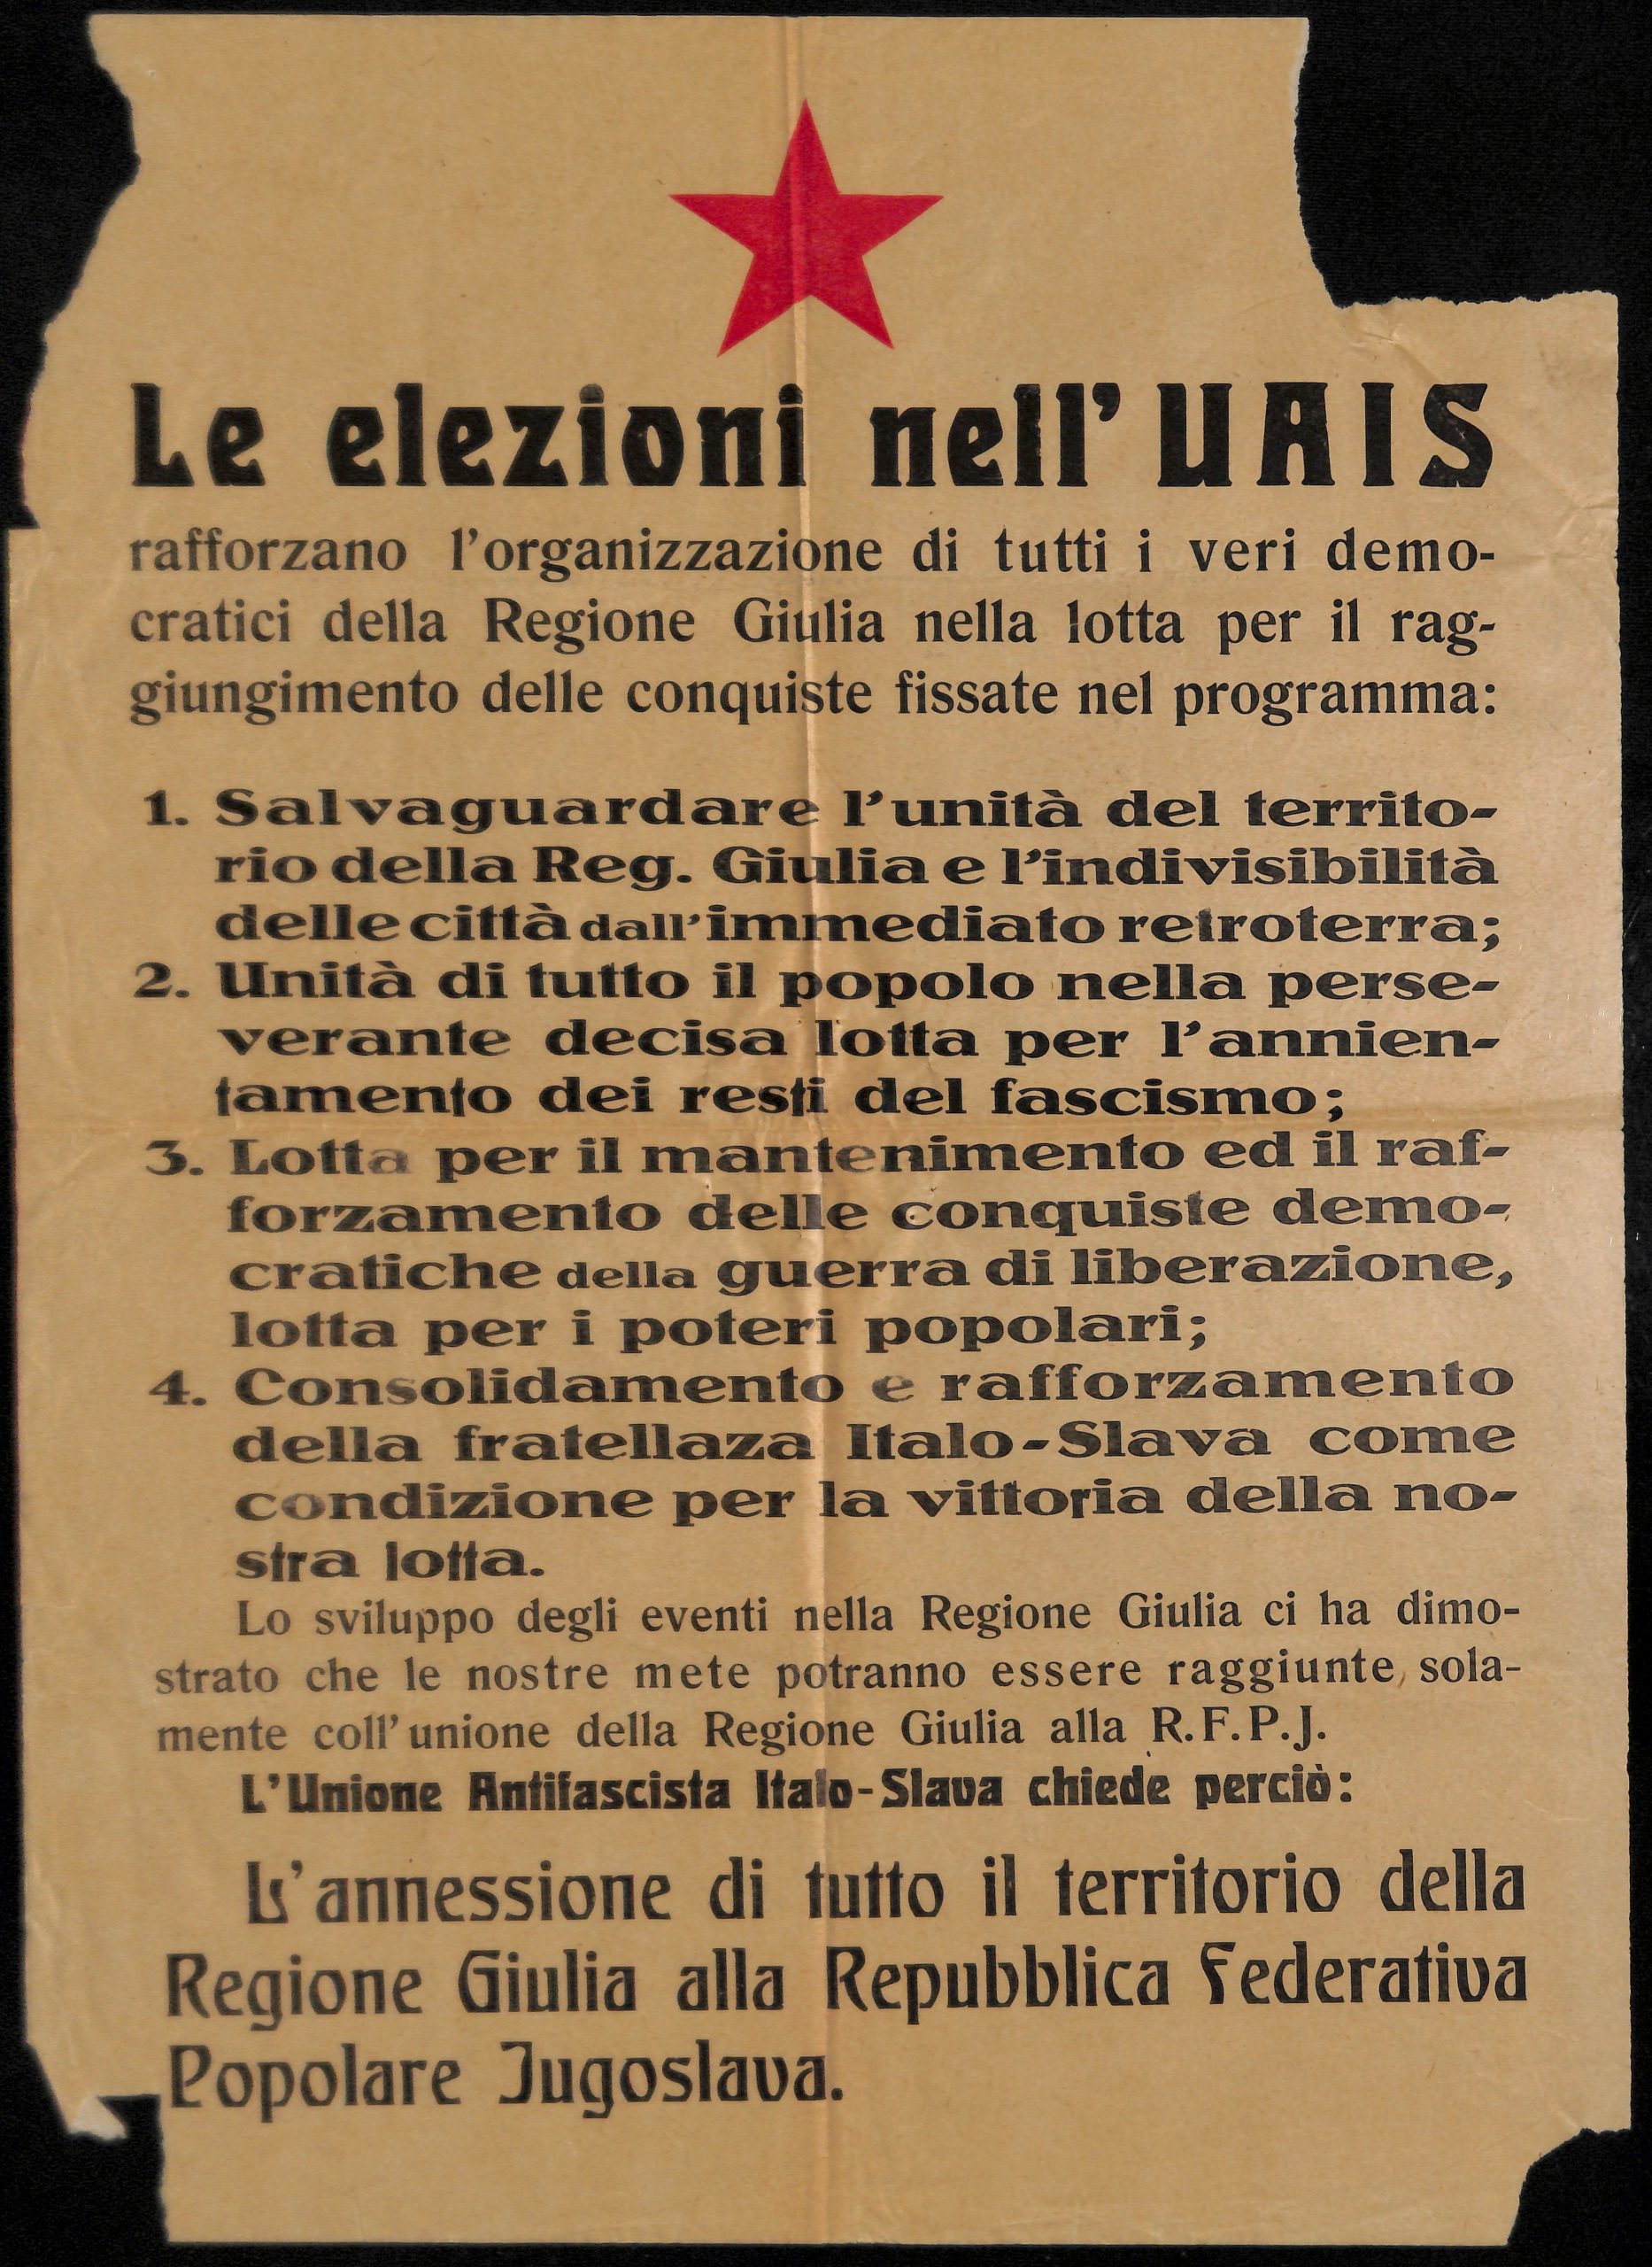 Le elezioni nell'UAIS
rafforzano l'organizzazione di tutti i veri demo-
cratici della Regione Giulia nella lotta per il rag-
giungimento delle conquiste fissate nel programma:
1. Salvaguardare l'unità del territo-
rio della Reg. Giulia e l'indivisibilità
delle città dall'immediato retroterra;
2. Unità di tutto il popolo nella perse-
verante decisa lotta per l'annien-
tamento dei resti del fascismo;
3. Lotta per il mantenimento ed il raf-
forzamento delle conquiste demo-
cratiche della guerra di liberazione,
lotta per i poteri popolari;
4. Consolidamento e rafforzamento
della fratellaza Italo-Slava come
condizione per la vittoria della no-
stra lotta.
Lo sviluppo degli eventi nella Regione Giulia ci ha dimo-
strato che le nostre mete potranno essere raggiunte, sola-
mente coll'unione della Regione Giulia alla R.F.P.J.
L'Unione Antifascista Italo-Slava chiede perciò:
L'annessione di tutto il territorio della
Regione Giulia alla Repubblica Federativa
Popolare Jugoslava.